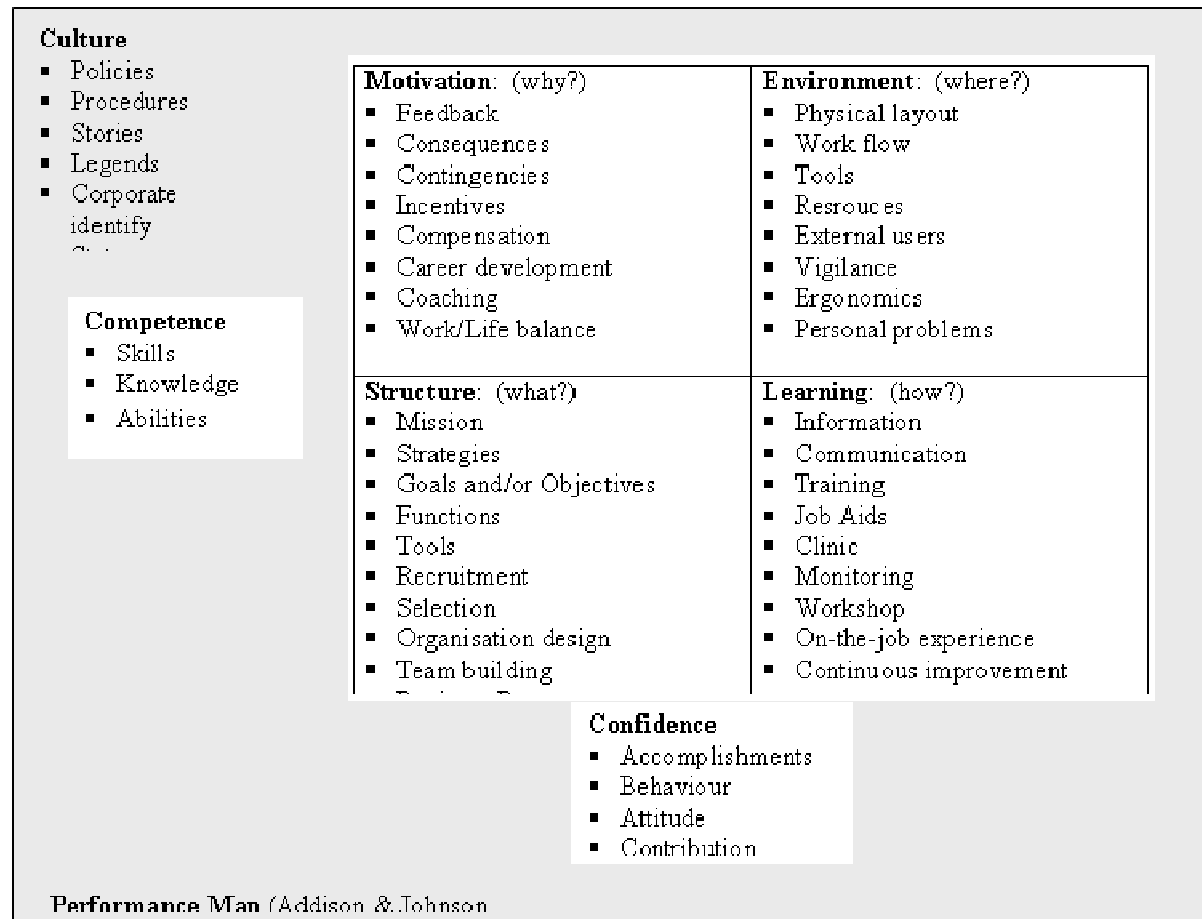 Culture
▪ Policies
▪ Procedures
▪ Stories
▪ Legends
▪ Corporate
identify
Competence
▪ Skills
▪ Knowledge
▪ Abilities
Motivation: (why?)
▪ Feedback
▪ Consequences
▪ Contingencies
▪ Incentives
▪ Compensation
▪ Career development
▪ Coaching
▪ Work/Life balance
Environment: (where?)
▪ Physical layout
▪ Work flow
▪ Tools
▪ Resrouces
▪ External users
▪ Vigilance
▪ Ergonomics
▪ Personal problems
Structure: (what?)
▪ Mission
▪ Strategies
▪ Goals and/or Objectives
▪ Functions
▪ Tools
▪ Recruitment
▪ Selection
▪ Organisation design
▪ Team building
Learning: (how?)
▪ Information
▪ Communication
▪ Training
▪ Job Aids
▪ Clinic
▪ Monitoring
▪ Workshop
▪ On-the-job experience
▪ Continuous improvement
Confidence
▪ Accomplishments
▪ Behaviour
▪ Attitude
▪ Contribution
Performance (Addison & Johnson